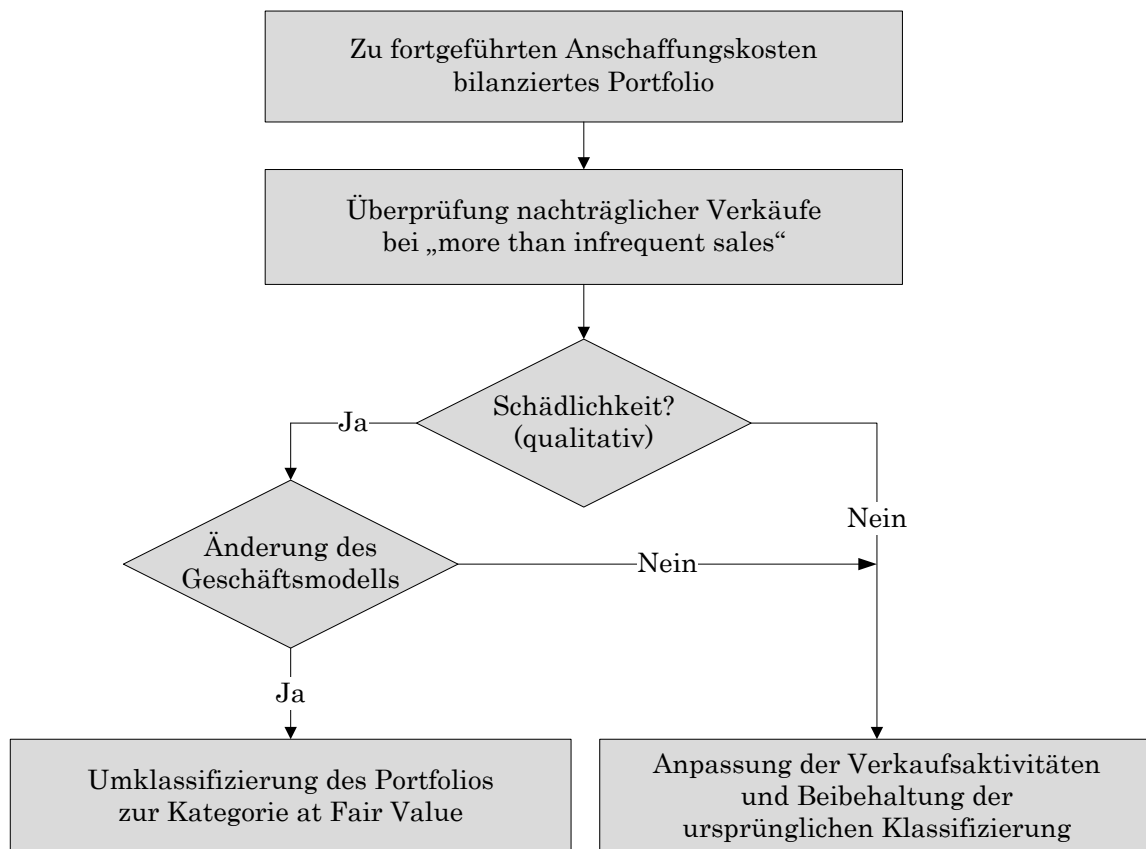 Zu fortgeführten Anschaffungskosten
bilanziertes Portfolio
Überprüfung nachträglicher Verkäufe
bei „more than infrequent sales“
Schädlichkeit?
(qualitativ)
Ja
Nein
Änderung des
Geschäftsmodells
Nein
Ja
Umklassifizierung des Portfolios
zur Kategorie at Fair Value
Anpassung der Verkaufsaktivitäten
und Beibehaltung der
ursprünglichen Klassifizierung